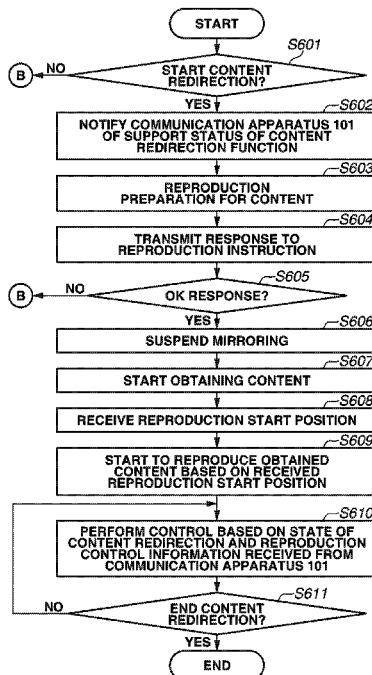 START
S601
START CONTENT
REDIRECTION?
NO
B
YES
S602
NOTIFY COMMUNICATION APPARATUS 101
OF SUPPORT STATUS OF CONTENT
REDIRECTION FUNCTION
S603
REPRODUCTION
PREPARATION FOR CONTENT
S604
TRANSMIT RESPONSE TO
REPRODUCTION INSTRUCTION
S605
OK RESPONSE?
NO
B
YES
S606
SUSPEND MIRRORING
S607
START OBTAINING CONTENT
S608
RECEIVE REPRODUCTION START POSITION
S609
START TO REPRODUCE OBTAINED
CONTENT BASED ON RECEIVED
REPRODUCTION START POSITION
S610
PERFORM CONTROL BASED ON STATE OF
CONTENT REDIRECTION AND REPRODUCTION
CONTROL INFORMATION RECEIVED FROM
COMMUNICATION APPARATUS 101
S611
NO
END CONTENT
REDIRECTION?
YES
END